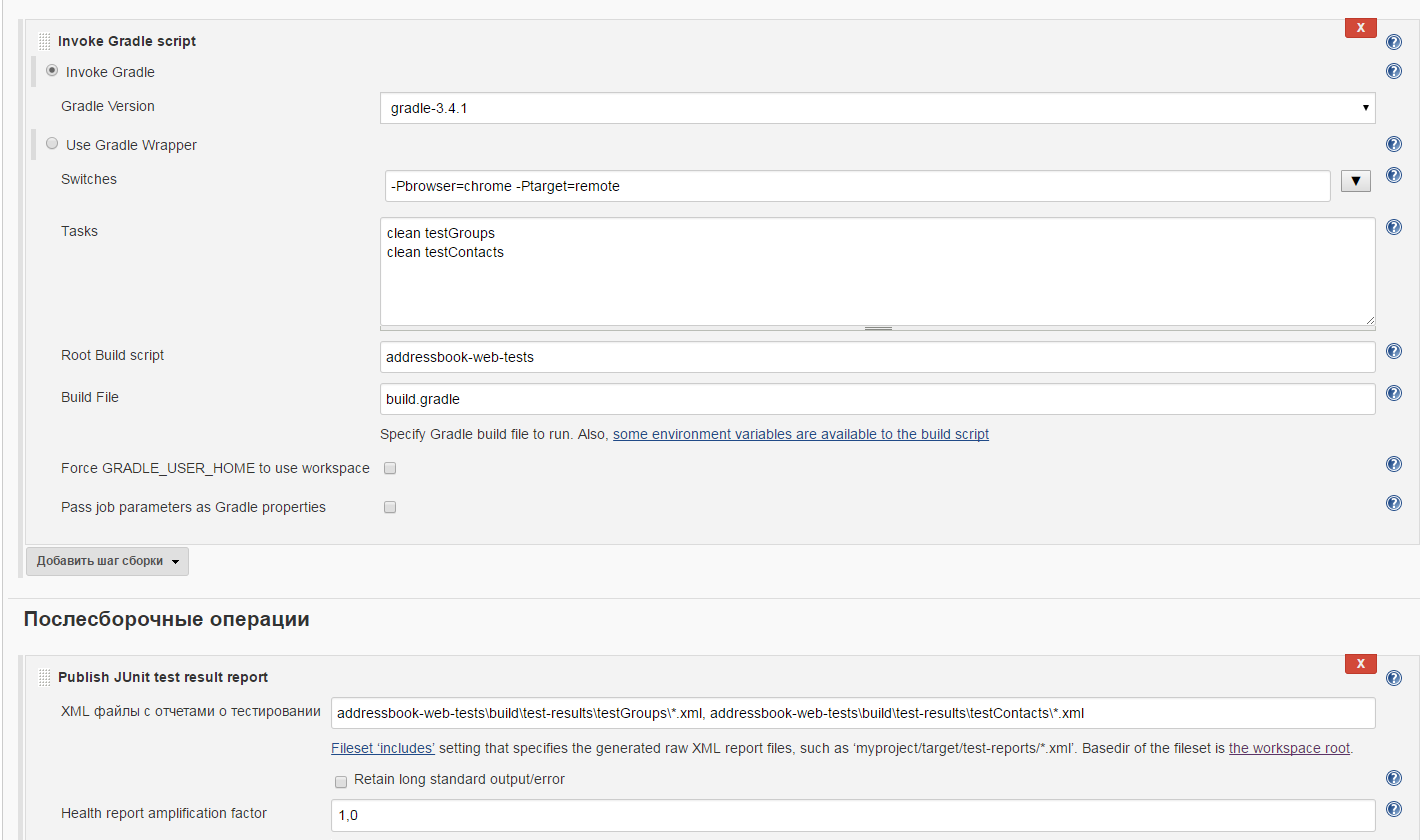 X
Invoke Gradle script
Invoke Gradle
Gradle Version
gradle-3.4.1
Use Gradle Wrapper
Switches
-Pbrowser=chrome -Ptarget=remote
Tasks
clean testGroups
clean testContacts
Root Build script
addressbook-web-tests
Build File
build.gradle
Specify Gradle build file to run. Also, some environment variables are available to the build script
Force GRADLE_USER_HOME to use workspace
Pass job parameters as Gradle properties
Добавить шаг сборки
Послесборочные операции
X
Publish JUnit test result report
XML файлы с отчетами о тестировании
addressbook-web-tests\build\test-results\testGroups\*.xml, addressbook-web-tests\build\test-results\testContacts\*.xml
Fileset ‘includes’ setting that specifies the generated raw XML report files, such as ‘myproject/target/test-reports/*.xml’. Basedir of the fileset is the workspace root.
Retain long standard output/error
Health report amplification factor
1,0